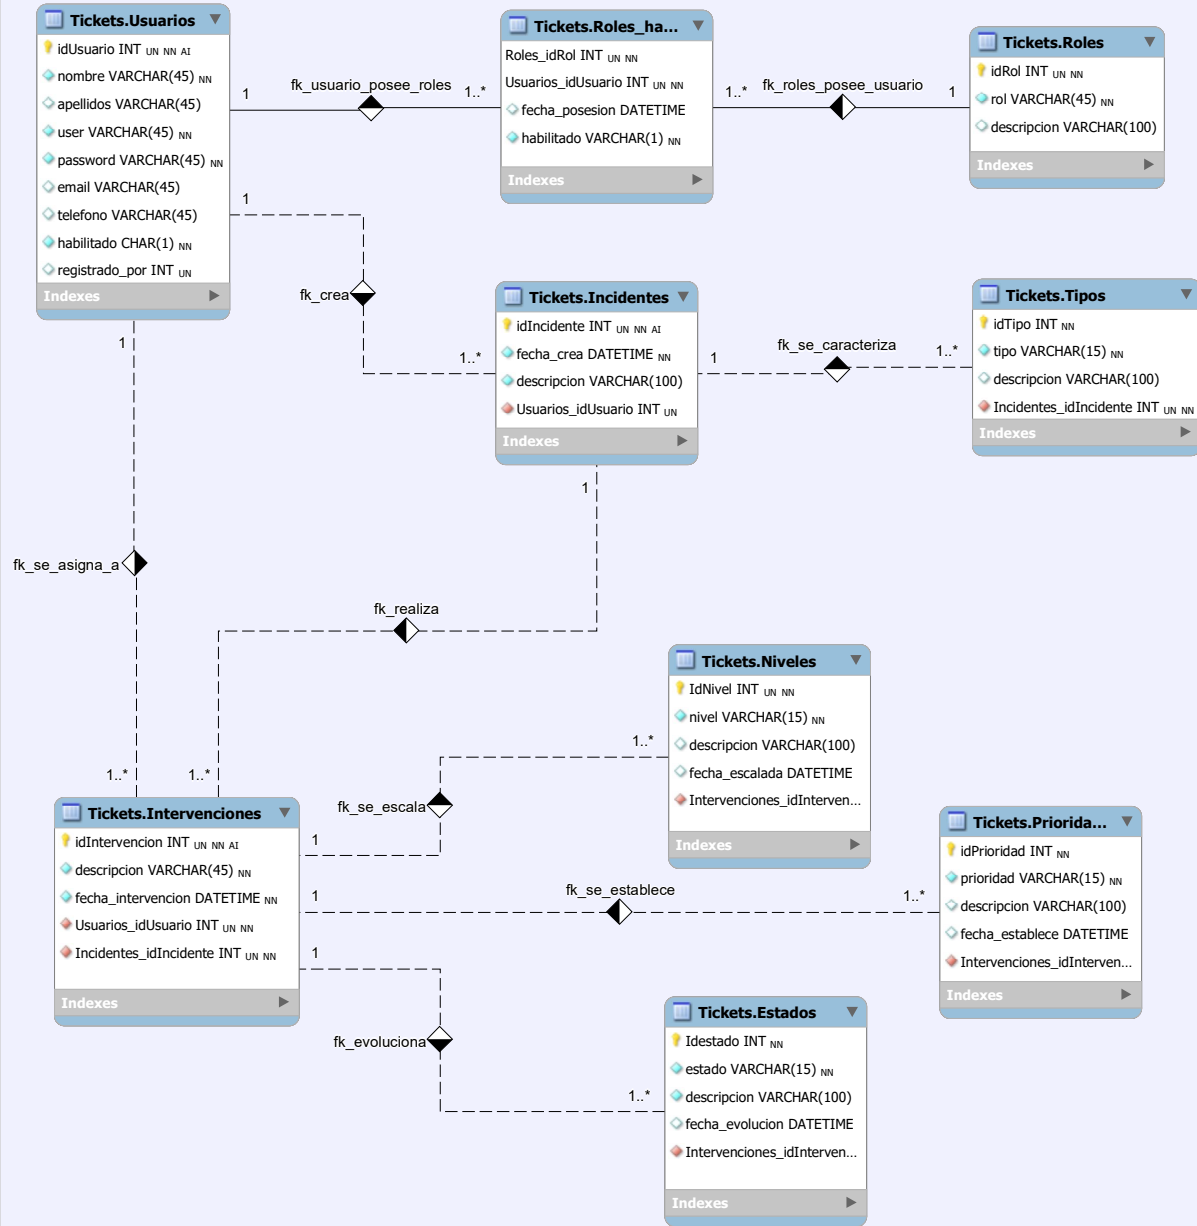 Tickets.Usuarios
idUsuario INT UN NN AI
nombre VARCHAR(45) NN
apellidos VARCHAR(45)
user VARCHAR(45) NN
password VARCHAR(45) NN
email VARCHAR(45)
telefono VARCHAR(45)
habilitado CHAR(1) NN
registrado_por INT UN
Indexes
1
fk_usuario_posee_roles
1..*
Tickets.Roles_ha...
Roles_idRol INT UN NN
Usuarios_idUsuario INT UN NN
fecha_posesion DATETIME
habilitado VARCHAR(1) NN
Indexes
1..*
fk_roles_posee_usuario
1
Tickets.Roles
idRol INT UN NN
rol VARCHAR(45) NN
descripcion VARCHAR(100)
Indexes
1
fk_crea
1..*
Tickets.Incidentes
idIncidente INT UN NN AI
fecha_crea DATETIME NN
descripcion VARCHAR(100)
Usuarios_idUsuario INT UN
Indexes
1
fk_se_caracteriza
1..*
Tickets.Tipos
idTipo INT NN
tipo VARCHAR(15) NN
descripcion VARCHAR(100)
Incidentes_idIncidente INT UN NN
Indexes
1
fk_se_asigna_a
1..*
1
fk_realiza
1..*
Tickets.Intervenciones
idIntervencion INT UN NN AI
descripcion VARCHAR(45) NN
fecha_intervencion DATETIME NN
Usuarios_idUsuario INT UN NN
Incidentes_idIncidente INT UN NN
Indexes
1
fk_se_escala
1..*
Tickets.Niveles
IdNivel INT UN NN
nivel VARCHAR(15) NN
descripcion VARCHAR(100)
fecha_escalada DATETIME
Intervenciones_idInterven...
Indexes
1
fk_se_establece
1..*
Tickets.Priorida...
idPrioridad INT NN
prioridad VARCHAR(15) NN
descripcion VARCHAR(100)
fecha_establece DATETIME
Intervenciones_idInterven...
Indexes
1
fk_evoluciona
1..*
Tickets.Estados
Idestado INT NN
estado VARCHAR(15) NN
descripcion VARCHAR(100)
fecha_evolucion DATETIME
Intervenciones_idInterven...
Indexes